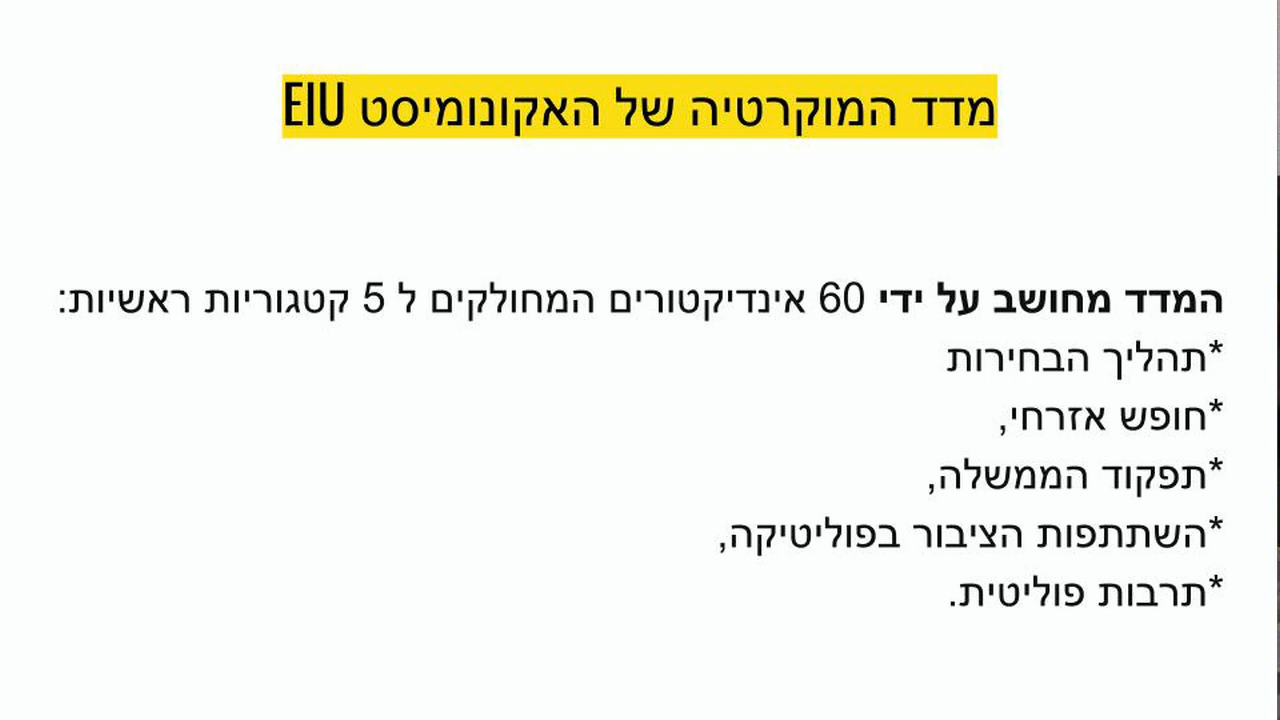 מדד המוקרטיה של האקונומיסט EIU
המדד מחושב על ידי 60 אינדיקטורים המחולקים ל 5 קטגוריות ראשיות:
*תהליך הבחירות
*חופש אזרחי,
*תפקוד הממשלה,
*השתתפות הציבור בפוליטיקה,
*תרבות פוליטית.